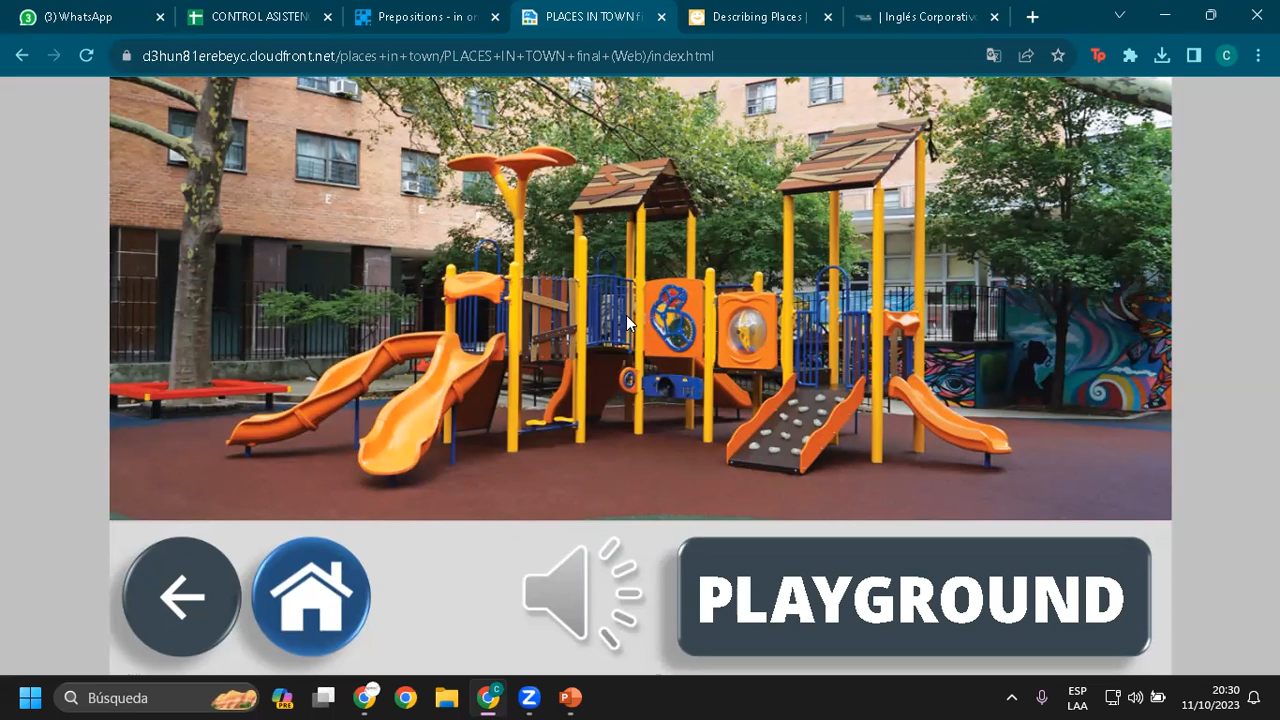 (3) WhatsApp
CONTROL ASISTEN
Prepositions - in or
PLACES IN TOWN f
Describing Places |
| Inglés Corporativ
d3hun81erebeyc.cloudfront.net/places+in+town/PLACES+IN+TOWN+final+(Web)/index.html
PLAYGROUND
Búsqueda
PRE
ESP
LAA
20:30
11/10/2023